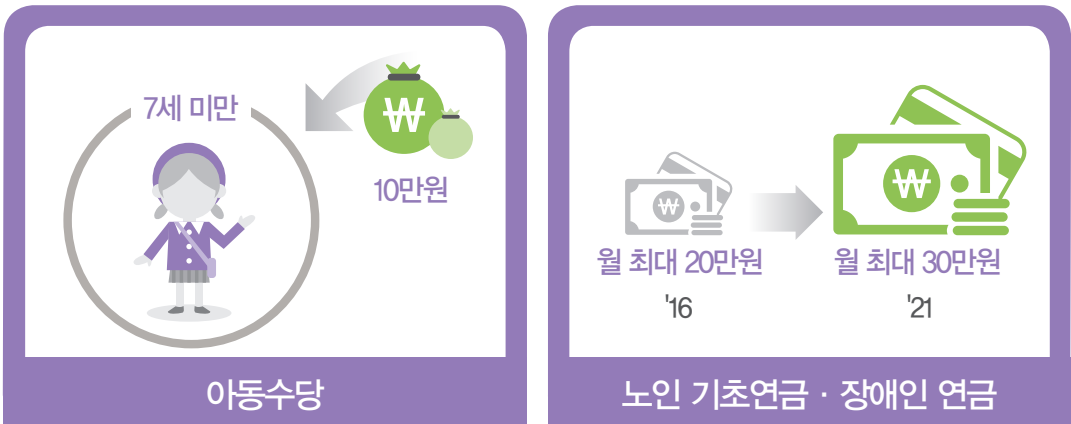 7세 미만
₩
10만원
아동수당
₩
₩
월 최대 20만원
월 최대 30만원
'16
'21
노인 기초연금 · 장애인 연금